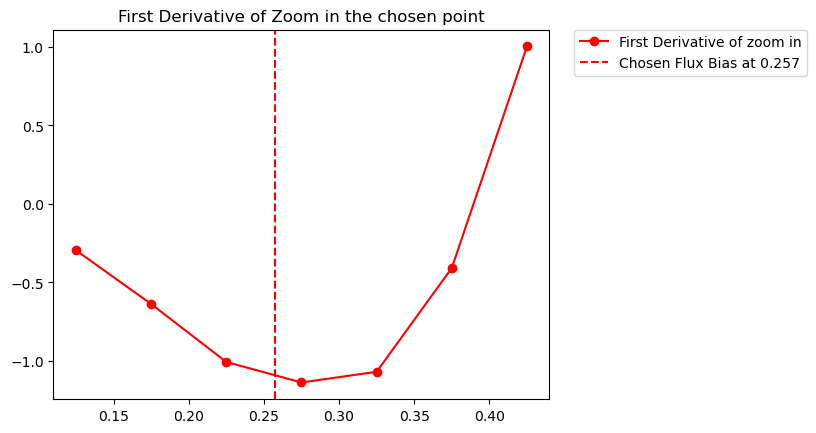 First Derivative of Zoom in the chosen point
First Derivative of zoom in
Chosen Flux Bias at 0.257
1.0
0.5
0.0
−0.5
−1.0
0.15 0.20 0.25 0.30 0.35 0.40